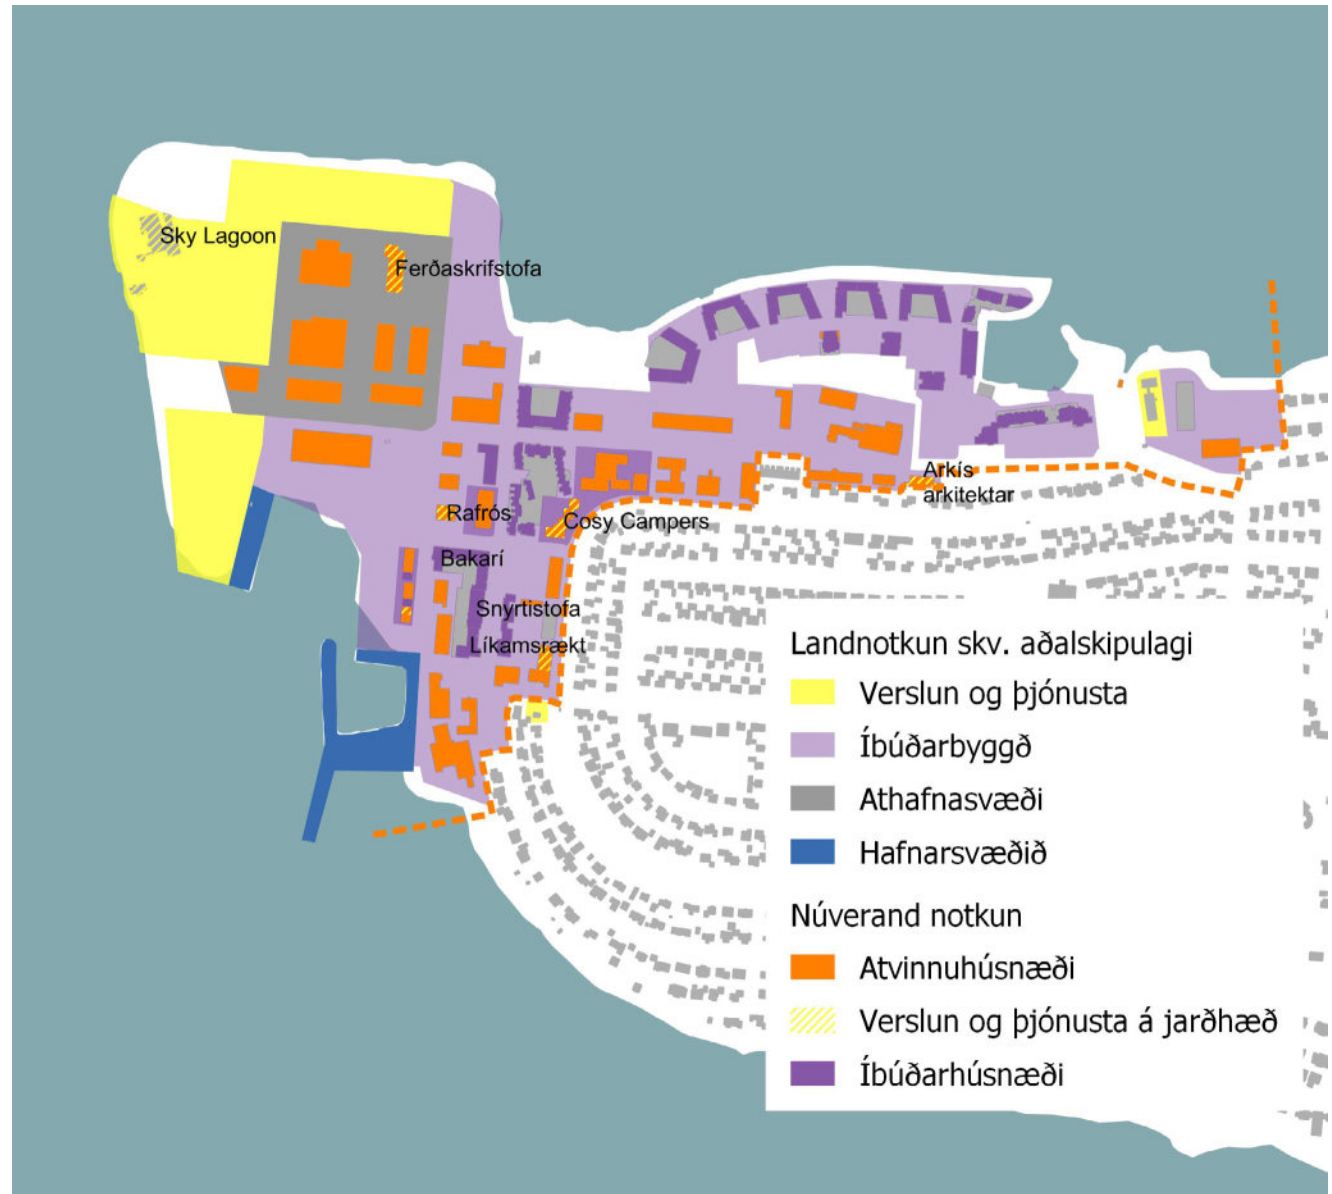 Sky Lagoon
Ferðaskrifstofa
Arkís
arkitektar
Rafrós
Cosy Campers
Bakarí
Snyrtistofa
Líkamsrækt
Landnotkun skv. aðalskipulagi
Verslun og þjónusta
Íbúðarbyggð
Athafnasvæði
Hafnarsvæðið
Núverand notkun
Atvinnuhúsnæði
Verslun og þjónusta á jarðhæð
Íbúðarhúsnæði